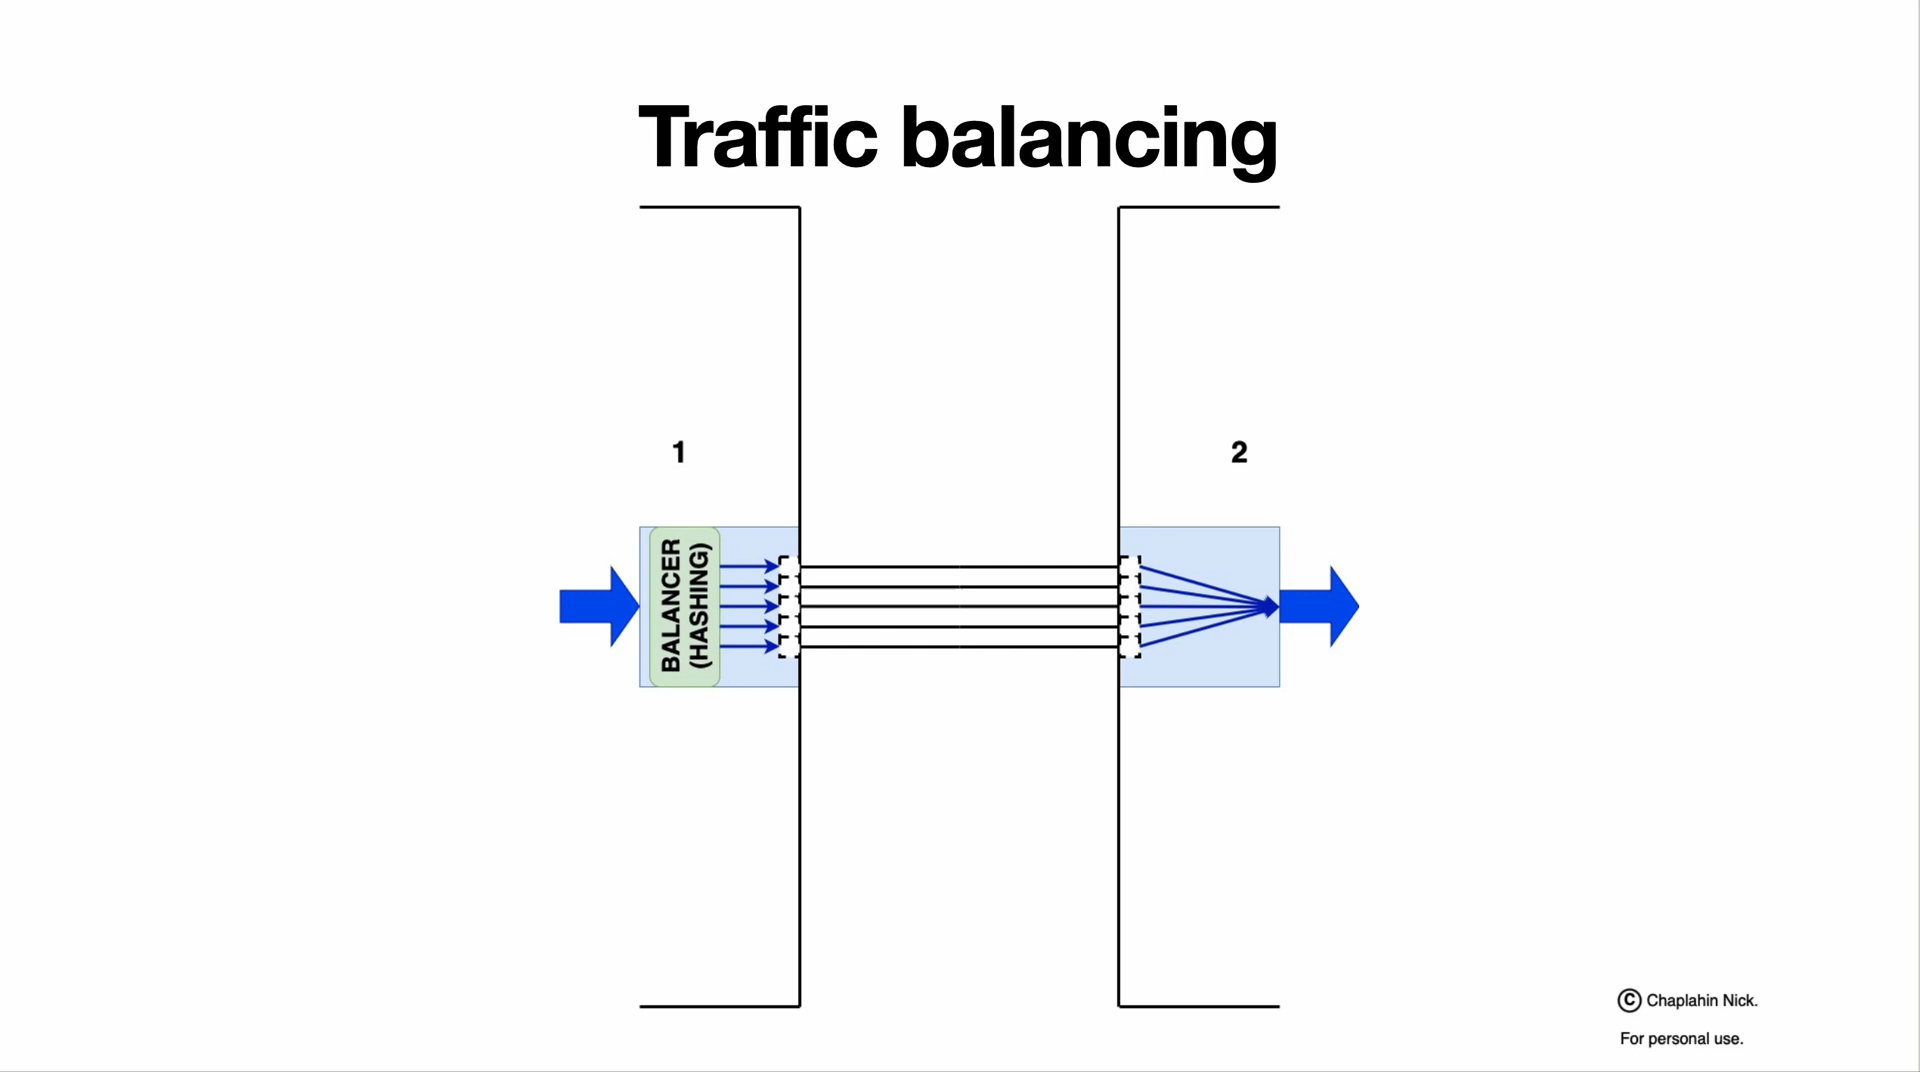 Traffic balancing
1
2
BALANCER
(HASHING)
© Chaplahin Nick.
For personal use.